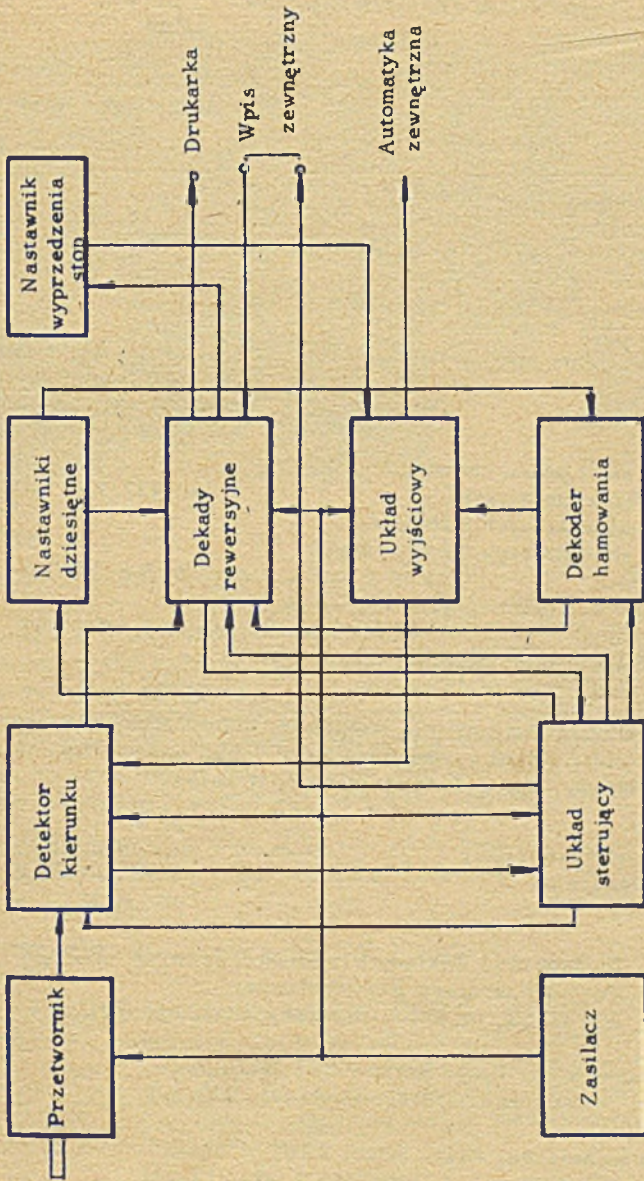 Przetwornik
Detektor
kierunku
Nastawniki
dziesiętne
Nastawnik
wyprzedzenia
stop
Dekady
rewersyjne
Drukarka
Wpis
zewnętrzny
Układ
wyjściowy
Automatyka
zewnętrzna
Zasilacz
Układ
sterujący
Dekoder
hamowania